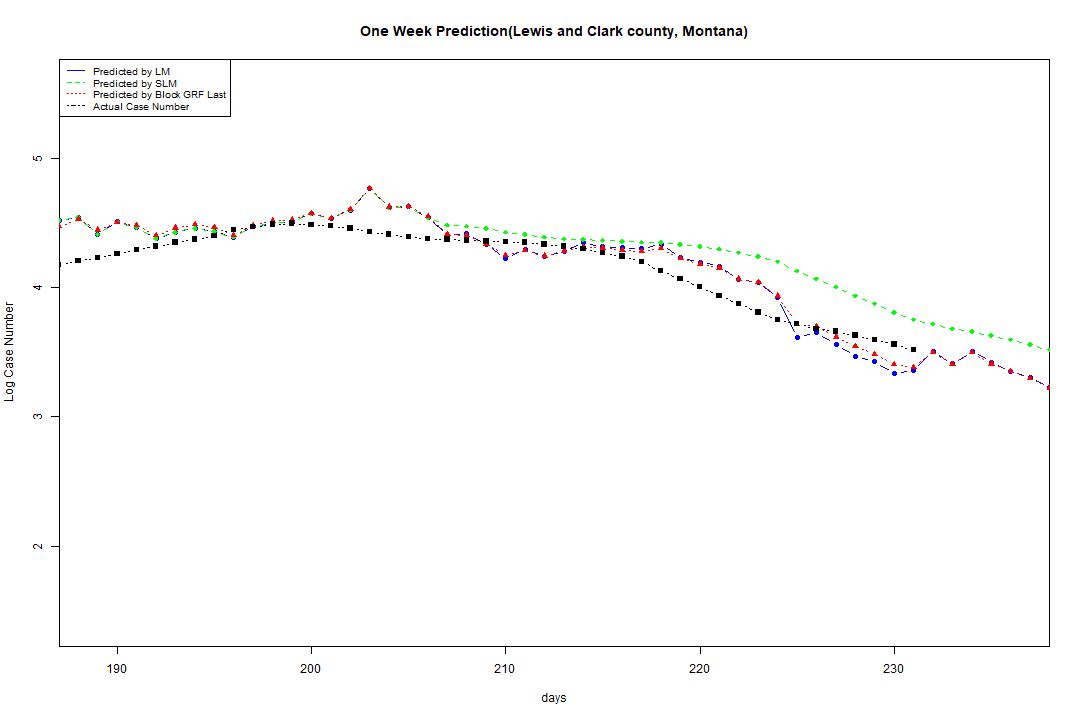 One Week Prediction(Lewis and Clark county, Montana)
Predicted by LM
Predicted by SLM
Predicted by Block GRF Last
Actual Case Number
5
4
3
2
Log Case Number
190 200 210 220 230
days